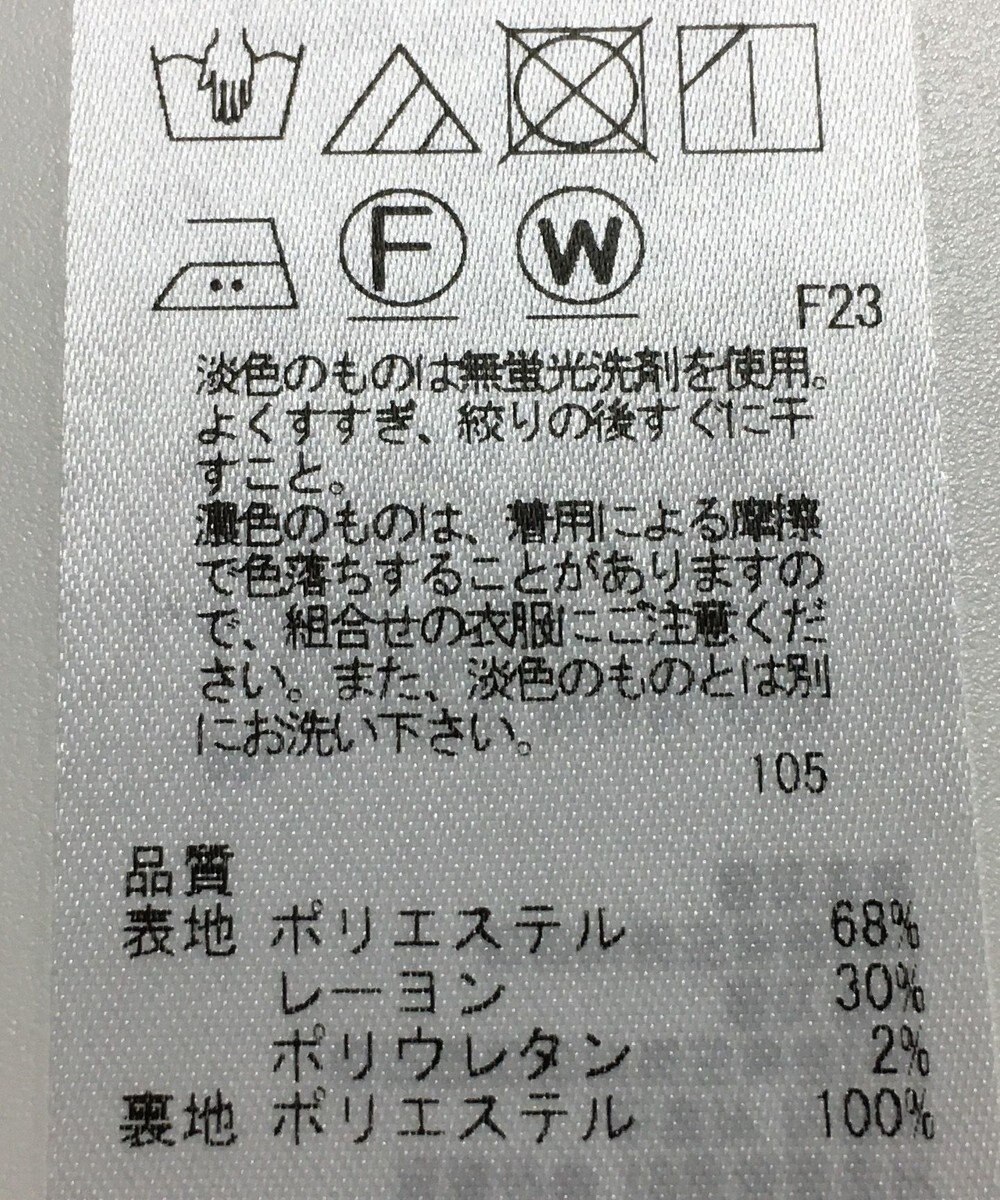 F W
F23
淡色のものは無蛍光洗剤を使用。
よくすすぎ、絞りの後すぐに干
すこと。
濃色のものは、着用による摩擦
で色落ちすることがありますの
で、組合せの衣服にご注意くだ
さい。また、淡色のものとは別
にお洗い下さい。
105
品質
表地 ポリエステル 68%
レーヨン 30%
ポリウレタン 2%
裏地 ポリエステル 100%